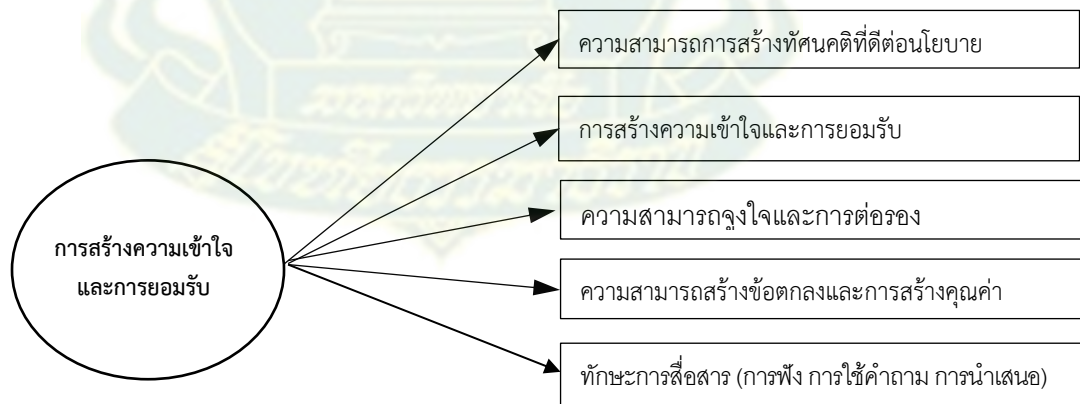 ความสามารถการสร้างทัศนคติที่ดีต่อนโยบาย
การสร้างความเข้าใจและการยอมรับ
ความสามารถจูงใจและการต่อรอง
การสร้างความเข้าใจ
และการยอมรับ
ความสามารถสร้างข้อตกลงและการสร้างคุณค่า
ทักษะการสื่อสาร (การฟัง การใช้คำถาม การนำเสนอ)